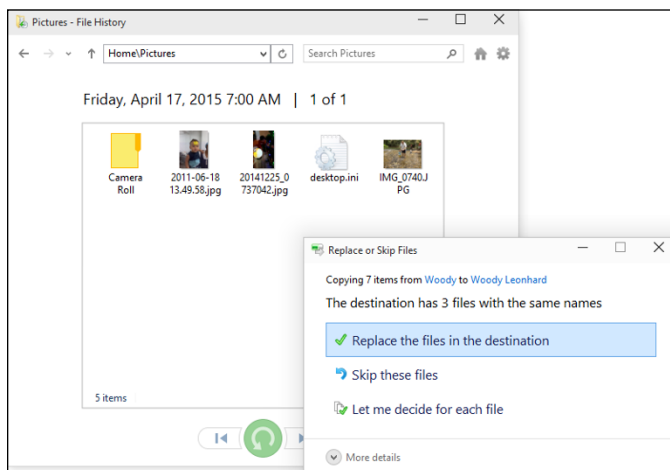 Pictures - File History
Home\Pictures
Search Pictures
Friday, April 17, 2015 7:00 AM | 1 of 1
Camera Roll
2011-06-18 13.49.58.jpg
20141225_0737042.jpg
desktop.ini
IMG_0740.JPG
5 items
Replace or Skip Files
Copying 7 items from Woody to Woody Leonhard
The destination has 3 files with the same names
Replace the files in the destination
Skip these files
Let me decide for each file
More details